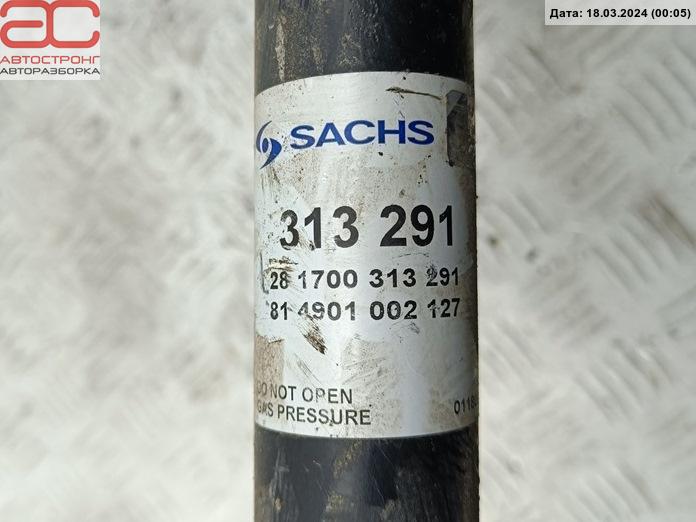 Дата: 18.03.2024 (00:05)
ас
АВТОСТРОНГ
АВТОРАЗБОРКА
SACHS
313 291
28 1700 313 291
81 4901 002 127
DO NOT OPEN
GAS PRESSURE